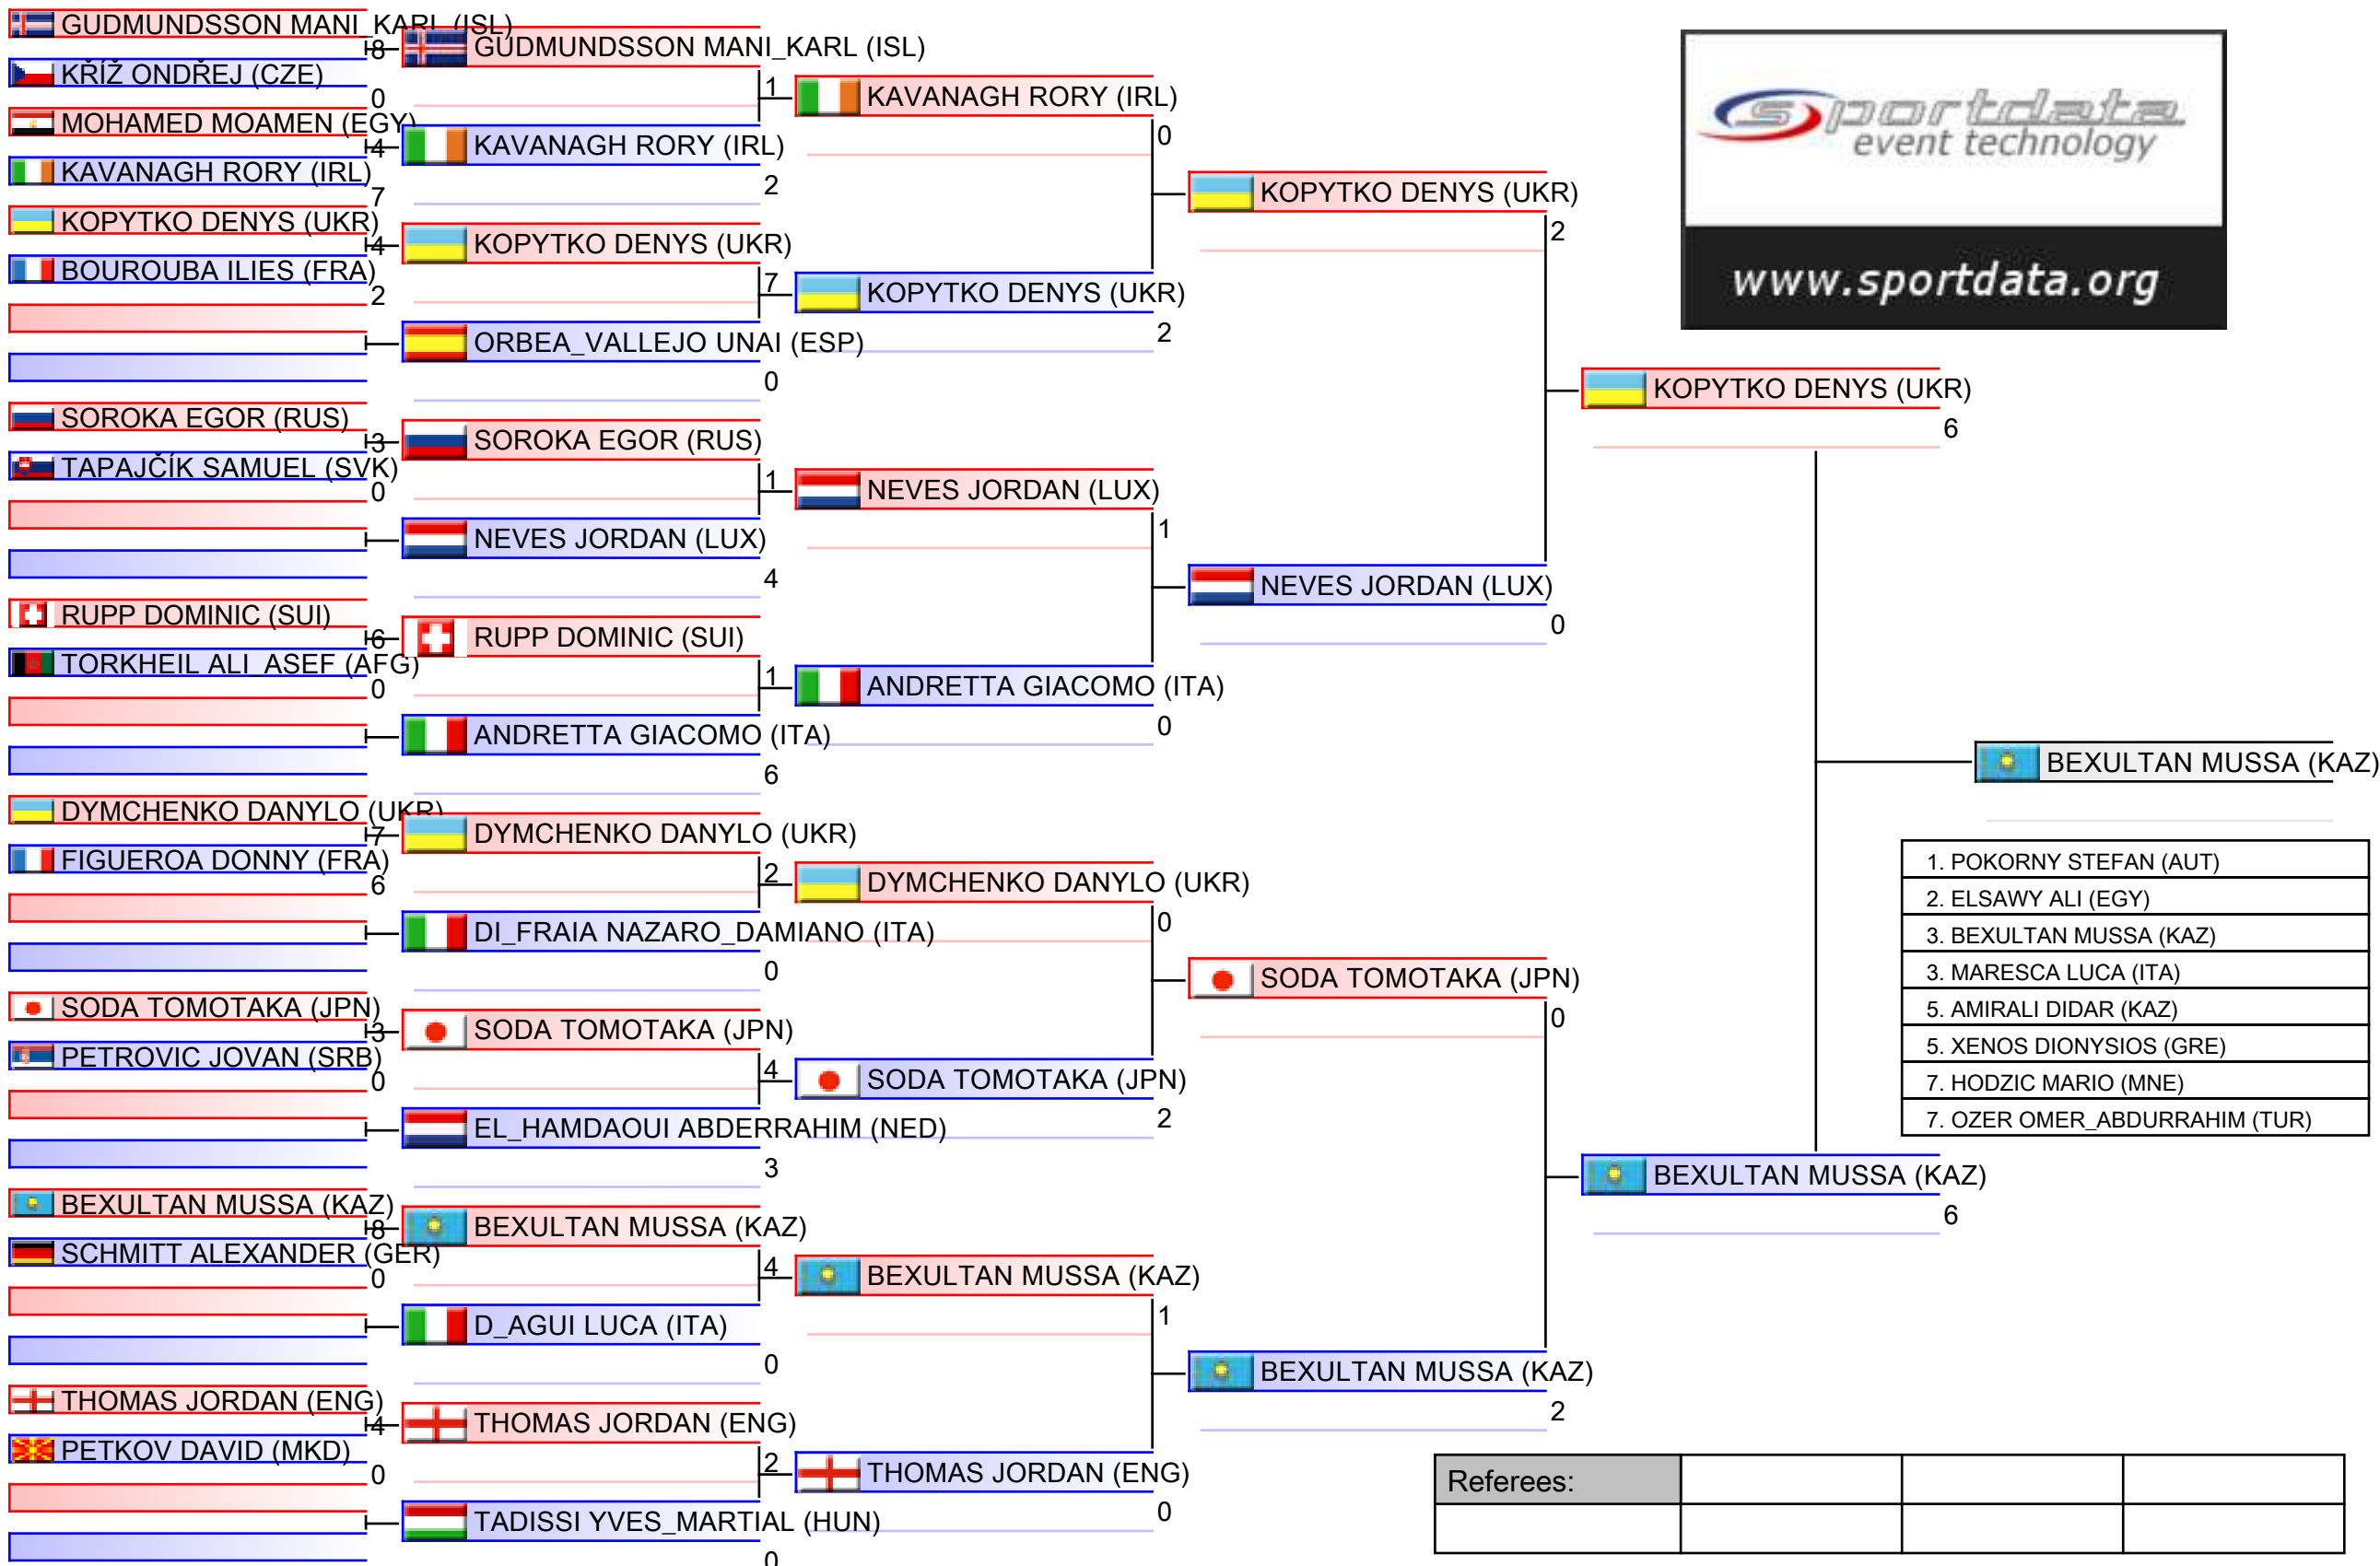 GUDMUNDSSON MANI_KARL (ISL)
8
KŘÍŽ ONDŘEJ (CZE)
0
MOHAMED MOAMEN (EGY)
4
KAVANAGH RORY (IRL)
7
KOPYTKO DENYS (UKR)
4
BOUROUBA ILIES (FRA)
2
SOROKA EGOR (RUS)
3
TAPAJČÍK SAMUEL (SVK)
0
RUPP DOMINIC (SUI)
6
TORKHEIL ALI_ASEF (AFG)
0
DYMCHENKO DANYLO (UKR)
7
FIGUEROA DONNY (FRA)
6
SODA TOMOTAKA (JPN)
3
PETROVIC JOVAN (SRB)
0
BEXULTAN MUSSA (KAZ)
8
SCHMITT ALEXANDER (GER)
0
THOMAS JORDAN (ENG)
4
PETKOV DAVID (MKD)
0
GUDMUNDSSON MANI_KARL (ISL)
1
KAVANAGH RORY (IRL)
2
KOPYTKO DENYS (UKR)
7
ORBEA_VALLEJO UNAI (ESP)
0
SOROKA EGOR (RUS)
1
NEVES JORDAN (LUX)
4
RUPP DOMINIC (SUI)
1
ANDRETTA GIACOMO (ITA)
6
DYMCHENKO DANYLO (UKR)
2
DI_FRAIA NAZARO_DAMIANO (ITA)
0
SODA TOMOTAKA (JPN)
4
EL_HAMDAOUI ABDERRAHIM (NED)
3
BEXULTAN MUSSA (KAZ)
4
D_AGUI LUCA (ITA)
0
THOMAS JORDAN (ENG)
2
TADISSI YVES_MARTIAL (HUN)
0
KAVANAGH RORY (IRL)
0
KOPYTKO DENYS (UKR)
2
NEVES JORDAN (LUX)
1
ANDRETTA GIACOMO (ITA)
0
DYMCHENKO DANYLO (UKR)
0
SODA TOMOTAKA (JPN)
2
BEXULTAN MUSSA (KAZ)
1
THOMAS JORDAN (ENG)
0
KOPYTKO DENYS (UKR)
2
NEVES JORDAN (LUX)
0
SODA TOMOTAKA (JPN)
0
BEXULTAN MUSSA (KAZ)
2
KOPYTKO DENYS (UKR)
6
BEXULTAN MUSSA (KAZ)
6
BEXULTAN MUSSA (KAZ)
sportdata
event technology
www.sportdata.org
1. POKORNY STEFAN (AUT)
2. ELSAWY ALI (EGY)
3. BEXULTAN MUSSA (KAZ)
3. MARESCA LUCA (ITA)
5. AMIRALI DIDAR (KAZ)
5. XENOS DIONYSIOS (GRE)
7. HODZIC MARIO (MNE)
7. OZER OMER_ABDURRAHIM (TUR)
Referees: